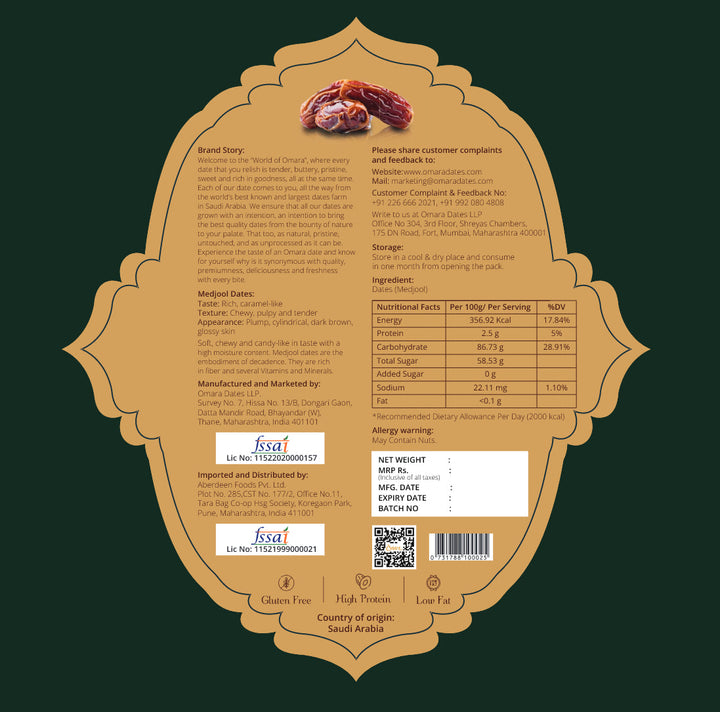 Brand Story:
Welcome to the "World of Omara", where every
date that you relish is tender, buttery, pristine,
sweet and rich in goodness, all at the same time.
Each of our date comes to you, all the way from
the world's best known and largest dates farm
in Saudi Arabia. We ensure that all our dates are
grown with an intention, an intention to bring
the best quality dates from the bounty of nature
to your palate. That too, as natural, pristine,
untouched, and as unprocessed as it can be.
Experience the taste of an Omara date and know
for yourself why is it synonymous with quality,
premiumness, deliciousness and freshness
with every bite.
Medjool Dates:
Taste: Rich, caramel-like
Texture: Chewy, pulpy and tender
Appearance: Plump, cylindrical, dark brown,
glossy skin
Soft, chewy and candy-like in taste with a
high moisture content. Medjool dates are the
embodiment of decadence. They are rich
in fiber and several Vitamins and Minerals.
Manufactured and Marketed by:
Omara Dates LLP.
Survey No. 7, Hissa No. 13/B, Dongari Gaon,
Datta Mandir Road, Bhayandar (W),
Thane, Maharashtra, India 401101
fssai
Lic No: 11522020000157
Imported and Distributed by:
Aberdeen Foods Pvt. Ltd.
Plot No. 285,CST No. 177/2, Office No.11,
Tara Bag Co-op Hsg Society, Koregaon Park,
Pune, Maharashtra, India 411001
fssai
Lic No: 11521999000021
Please share customer complaints
and feedback to:
Website:www.omaradates.com
Mail: marketing@omaradates.com
Customer Complaint & Feedback No:
+91 226 666 2021, +91 992 080 4808
Write to us at Omara Dates LLP
Office No 304, 3rd Floor, Shreyas Chambers,
175 DN Road, Fort, Mumbai, Maharashtra 400001
Storage:
Store in a cool & dry place and consume
in one month from opening the pack.
Ingredient:
Dates (Medjool)
Nutritional Facts Per 100g/ Per Serving %DV
Energy 356.92 Kcal 17.84%
Protein 2.5 g 5%
Carbohydrate 86.73 g 28.91%
Total Sugar 58.53 g
Added Sugar 0 g
Sodium 22.11 mg 1.10%
Fat <0.1 g
*Recommended Dietary Allowance Per Day (2000 kcal)
Allergy warning:
May Contain Nuts.
NET WEIGHT :
MRP Rs. :
(Inclusive of all taxes)
MFG. DATE :
EXPIRY DATE :
BATCH NO :
0 731788 100025
Gluten Free
High Protein
Low Fat
Country of origin:
Saudi Arabia